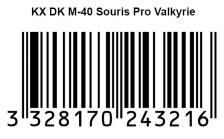 KX DK M-40 Souris Pro Valkyrie
3 328170 243216